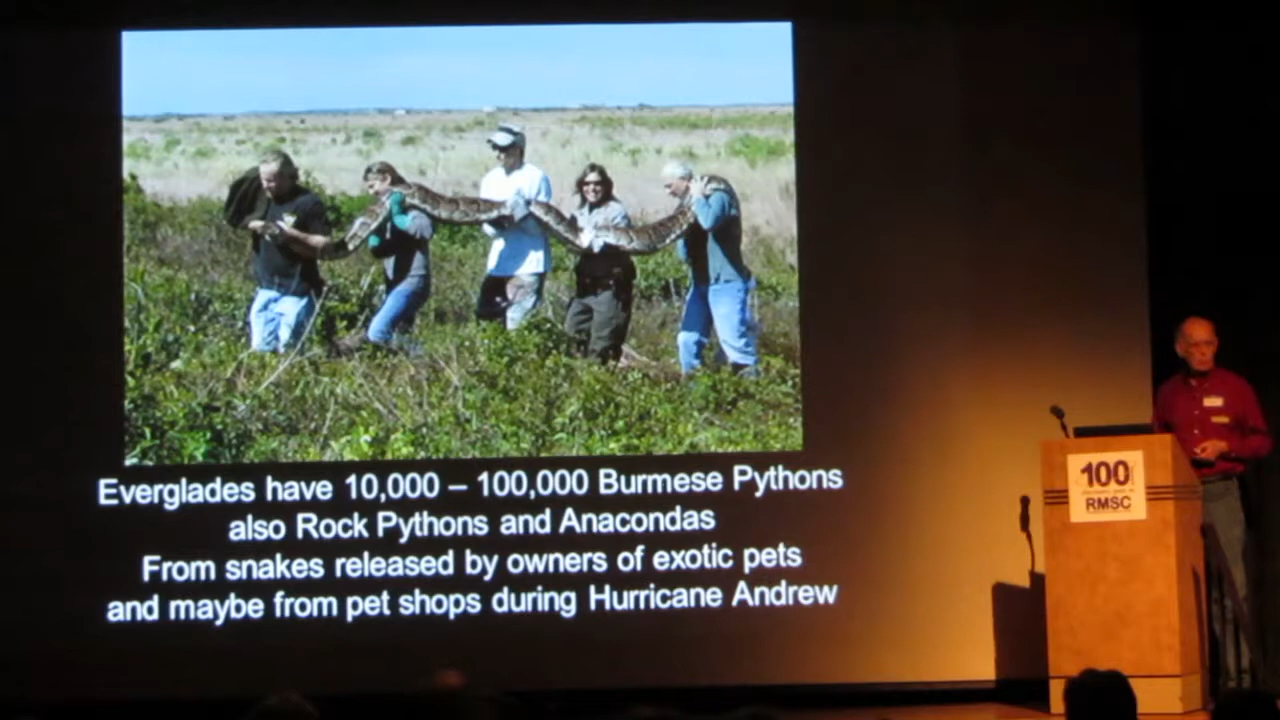 Everglades have 10,000 – 100,000 Burmese Pythons
also Rock Pythons and Anacondas
From snakes released by owners of exotic pets
and maybe from pet shops during Hurricane Andrew
100
RMSC